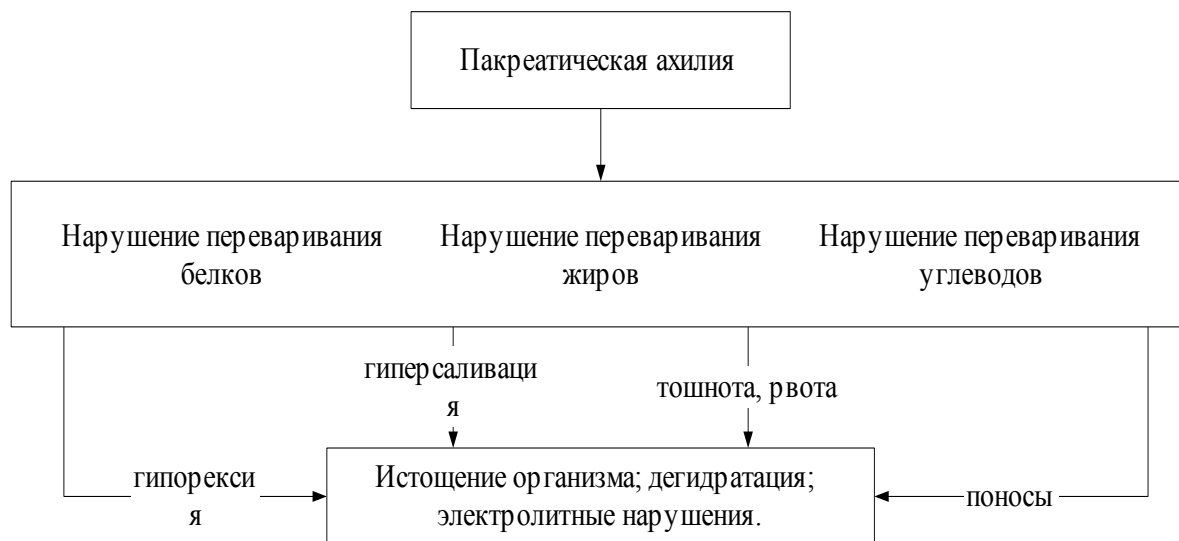 Пакреатическая ахилия
Нарушение переваривания
белков
Нарушение переваривания
жиров
Нарушение переваривания
углеводов
гиперсаливаци
я
тошнота, рвота
гипорекси
я
Истощение организма; дегидратация;
электролитные нарушения.
поносы